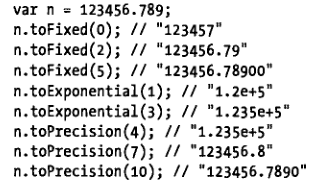 var n = 123456.789;
n.toFixed(0); // "123457"
n.toFixed(2); // "123456.79"
n.toFixed(5); // "123456.78900"
n.toExponential(1); // "1.2e+5"
n.toExponential(3); // "1.235e+5"
n.toPrecision(4); // "1.235e+5"
n.toPrecision(7); // "123456.8"
n.toPrecision(10); // "123456.7890"